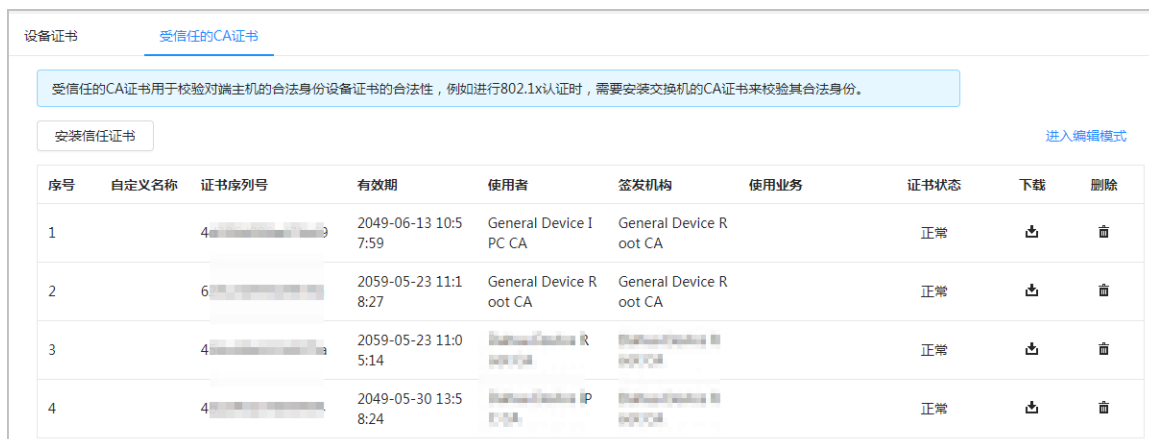 设备证书 受信任的CA证书
受信任的CA证书用于校验对端主机的合法身份设备证书的合法性，例如进行802.1x认证时，需要安装交换机的CA证书来校验其合法身份。
安装信任证书 进入编辑模式
序号 自定义名称 证书序列号 有效期 使用者 签发机构 使用业务 证书状态 下载 删除
1 2049-06-13 10:5 General Device I General Device R 正常
7:59 PC CA oot CA
2 2059-05-23 11:1 General Device R General Device R 正常
8:27 oot CA oot CA
3 2059-05-23 11:0 正常
5:14
4 2049-05-30 13:5 正常
8:24